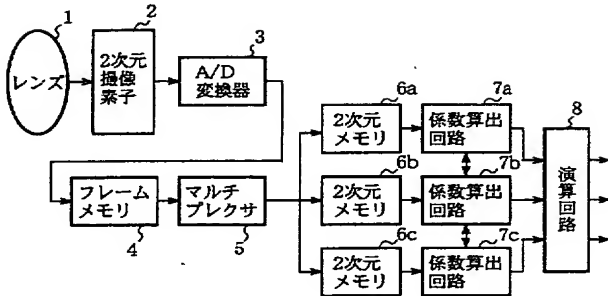 1
レンズ
2
2次元
撮像
素子
3
A/D
変換器
フレーム
メモリ
4
マルチ
プレクサ
5
6a
2次元
メモリ
7a
係数算出
回路
6b
2次元
メモリ
7b
係数算出
回路
6c
2次元
メモリ
7c
係数算出
回路
8
演算回路